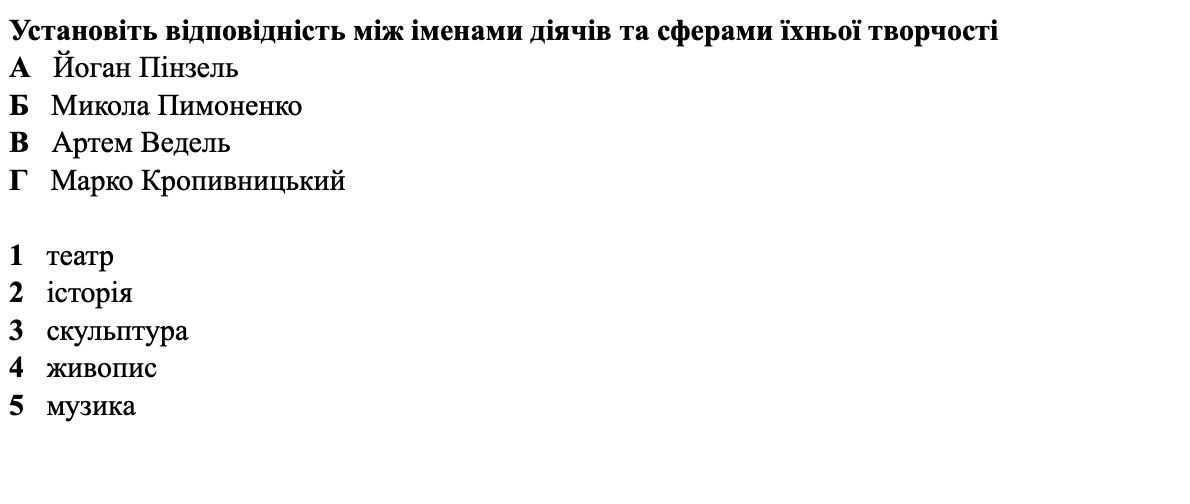 Установіть відповідність між іменами діячів та сферами їхньої творчості
А Йоган Пінзель
Б Микола Пимоненко
В Артем Ведель
Г Марко Кропивницький
1 театр
2 історія
3 скульптура
4 живопис
5 музика